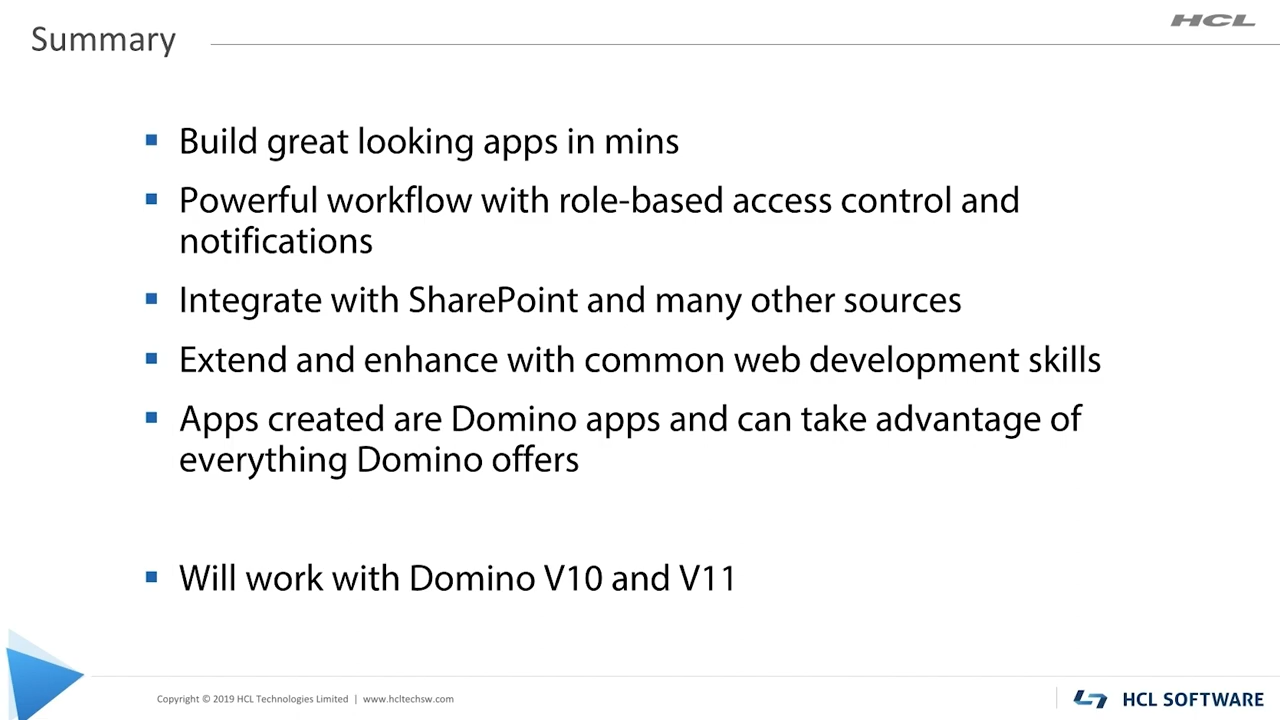 Summary
HCL
Build great looking apps in mins
Powerful workflow with role-based access control and
notifications
Integrate with SharePoint and many other sources
Extend and enhance with common web development skills
Apps created are Domino apps and can take advantage of
everything Domino offers
Will work with Domino V10 and V11
Copyright © 2019 HCL Technologies Limited | www.hcltechsw.com
HCL SOFTWARE